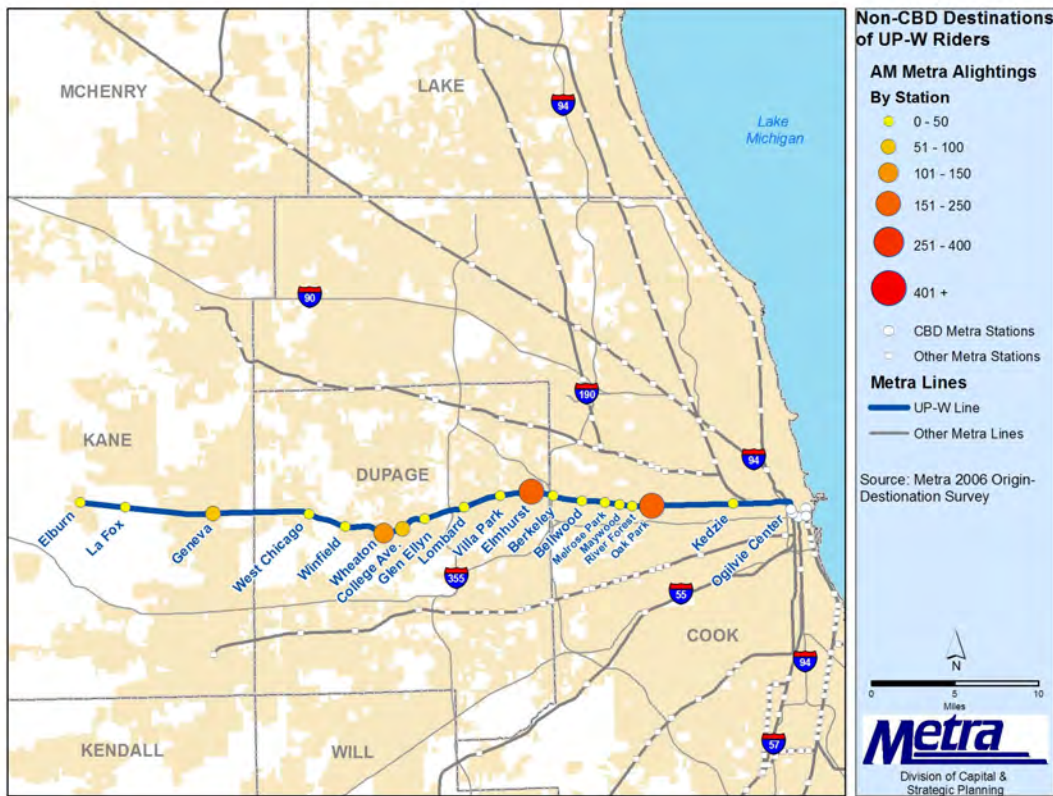 MCHENRY
LAKE
94
Lake
Michigan
90
190
94
KANE
DUPAGE
Elburn
La Fox
Geneva
West Chicago
Winfield
Wheaton
College Ave.
Glen Ellyn
Lombard
Villa Park
Elmhurst
Berkeley
Bellwood
Melrose Park
Maywood
River Forest
Oak Park
Kedzie
Ogilvie Center
355
55
COOK
94
KENDALL
WILL
57
Non-CBD Destinations
of UP-W Riders
AM Metra Alightings
By Station
0 - 50
51 - 100
101 - 150
151 - 250
251 - 400
401 +
CBD Metra Stations
Other Metra Stations
Metra Lines
UP-W Line
Other Metra Lines
Source: Metra 2006 Origin-
Destionation Survey
N
0 5 10
Miles
Metra
Division of Capital &
Strategic Planning